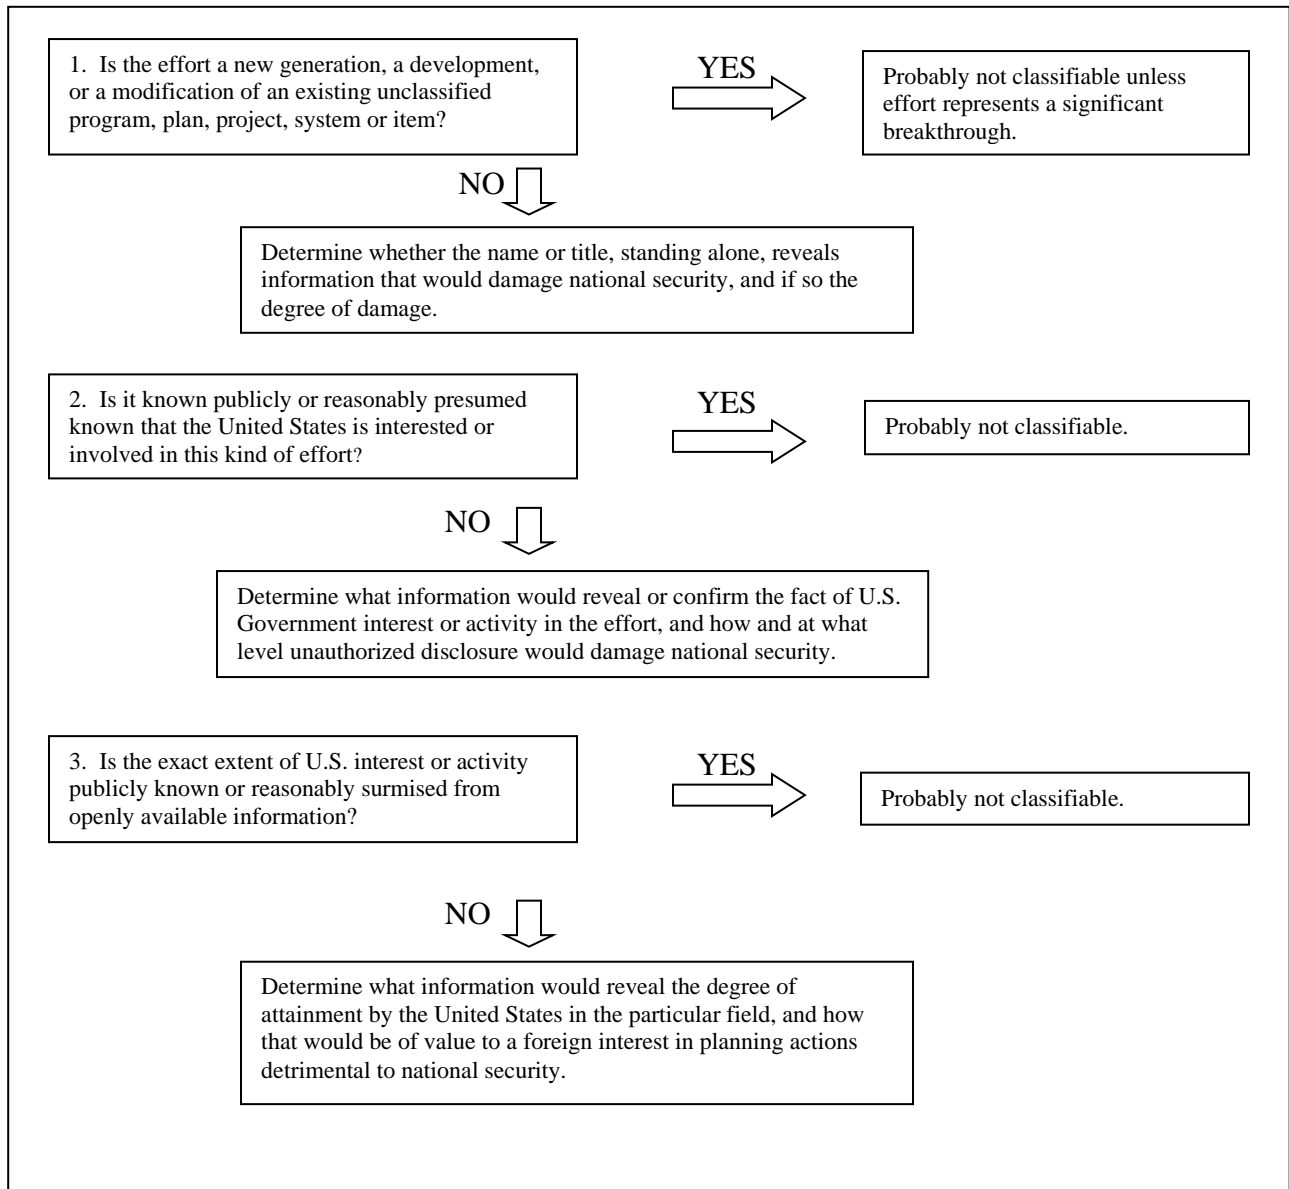 1. Is the effort a new generation, a development,
or a modification of an existing unclassified
program, plan, project, system or item?
YES
Probably not classifiable unless
effort represents a significant
breakthrough.
NO
Determine whether the name or title, standing alone, reveals
information that would damage national security, and if so the
degree of damage.
2. Is it known publicly or reasonably presumed
known that the United States is interested or
involved in this kind of effort?
YES
Probably not classifiable.
NO
Determine what information would reveal or confirm the fact of U.S.
Government interest or activity in the effort, and how and at what
level unauthorized disclosure would damage national security.
3. Is the exact extent of U.S. interest or activity
publicly known or reasonably surmised from
openly available information?
YES
Probably not classifiable.
NO
Determine what information would reveal the degree of
attainment by the United States in the particular field, and how
that would be of value to a foreign interest in planning actions
detrimental to national security.